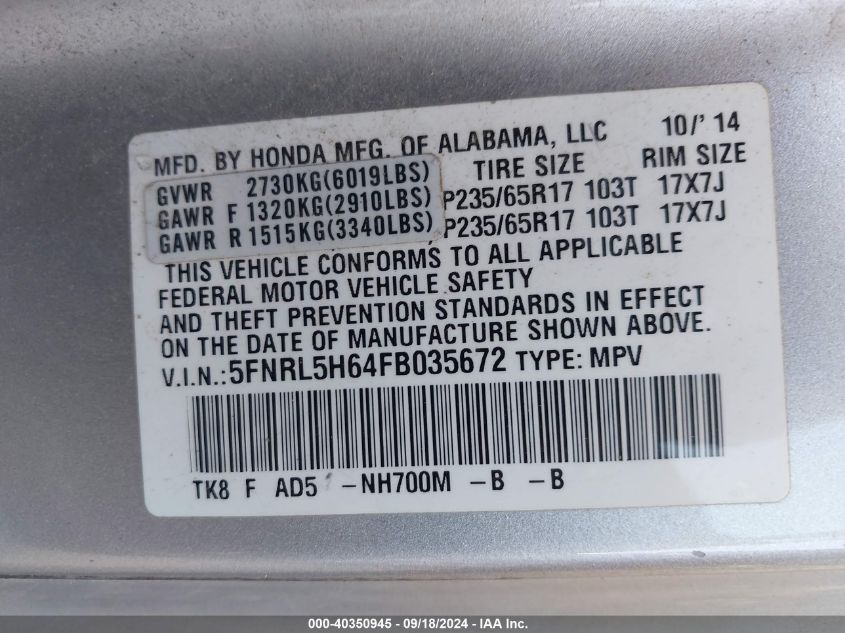 MFD. BY HONDA MFG. OF ALABAMA, LLC 10/' 14
TIRE SIZE RIM SIZE
GVWR 2730KG(6019LBS)
GAWR F 1320KG(2910LBS) P235/65R17 103T 17X7J
GAWR R 1515KG(3340LBS) P235/65R17 103T 17X7J
THIS VEHICLE CONFORMS TO ALL APPLICABLE
FEDERAL MOTOR VEHICLE SAFETY
AND THEFT PREVENTION STANDARDS IN EFFECT
ON THE DATE OF MANUFACTURE SHOWN ABOVE.
V.I.N.:5FNRL5H64FB035672 TYPE: MPV
TK8 F AD5 -NH700M -B -B
000-40350945 - 09/18/2024 - IAA Inc.